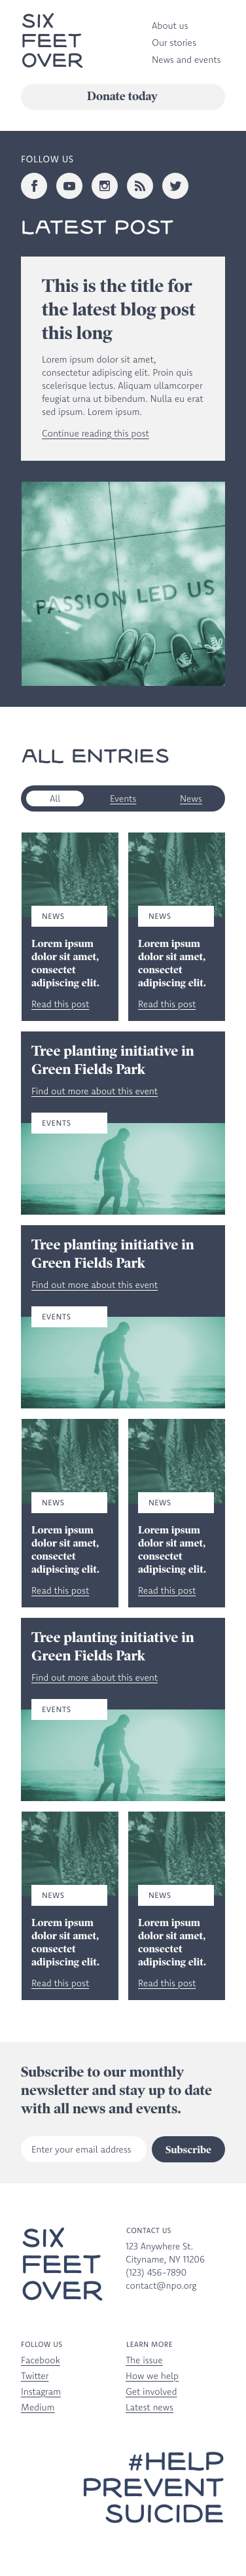 SIX
FEET
OVER
About us
Our stories
News and events
Donate today
FOLLOW US
LATEST POST
This is the title for
the latest blog post
this long
Lorem ipsum dolor sit amet,
consectetur adipiscing elit. Proin quis
scelerisque lectus. Aliquam ullamcorper
feugiat urna ut bibendum. Nulla eu erat
sed ipsum. Lorem ipsum.
Continue reading this post
PASSION LED US
ALL ENTRIES
All Events News
NEWS
Lorem ipsum
dolor sit amet,
consectet
adipiscing elit.
Read this post
NEWS
Lorem ipsum
dolor sit amet,
consectet
adipiscing elit.
Read this post
Tree planting initiative in
Green Fields Park
Find out more about this event
EVENTS
Tree planting initiative in
Green Fields Park
Find out more about this event
EVENTS
NEWS
Lorem ipsum
dolor sit amet,
consectet
adipiscing elit.
Read this post
NEWS
Lorem ipsum
dolor sit amet,
consectet
adipiscing elit.
Read this post
Tree planting initiative in
Green Fields Park
Find out more about this event
EVENTS
NEWS
Lorem ipsum
dolor sit amet,
consectet
adipiscing elit.
Read this post
NEWS
Lorem ipsum
dolor sit amet,
consectet
adipiscing elit.
Read this post
Subscribe to our monthly
newsletter and stay up to date
with all news and events.
Enter your email address Subscribe
SIX
FEET
OVER
CONTACT US
123 Anywhere St.
Cityname, NY 11206
(123) 456-7890
contact@npo.org
FOLLOW US
Facebook
Twitter
Instagram
Medium
LEARN MORE
The issue
How we help
Get involved
Latest news
#HELP
PREVENT
SUICIDE